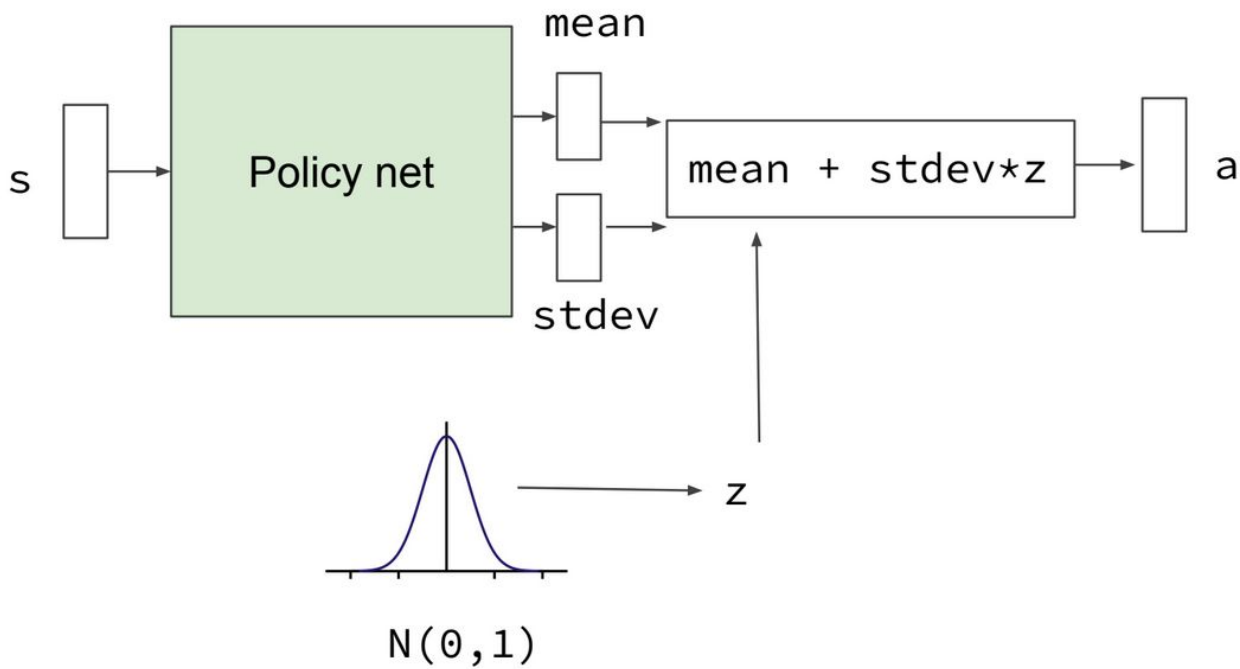 mean
s
Policy net
mean + stdev*z
a
stdev
z
N(0,1)